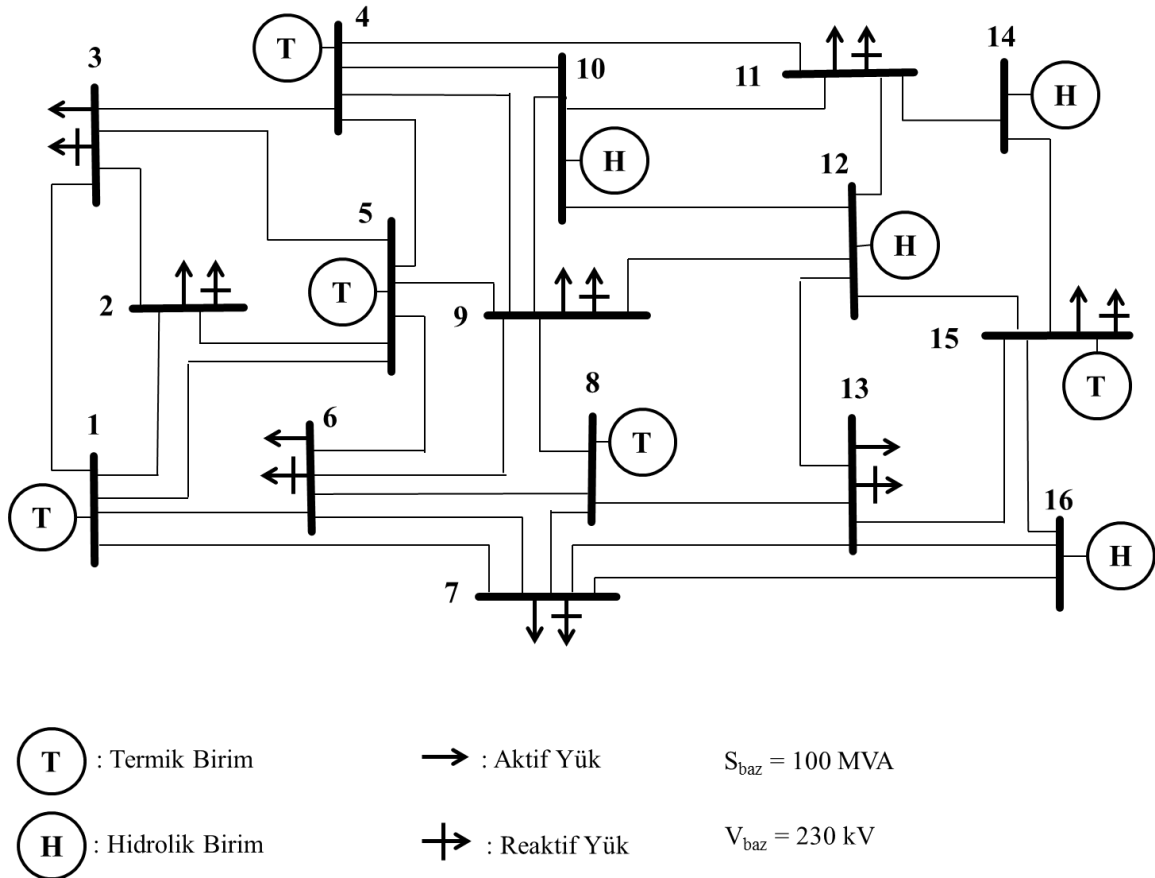 4
T
3
10
11
14
H
H
12
5
H
T
2
9
15
8
13
T
6
1
T
T
16
H
7
T : Termik Birim
: Aktif Yük
S_baz = 100 MVA
H : Hidrolik Birim
: Reaktif Yük
V_baz = 230 kV